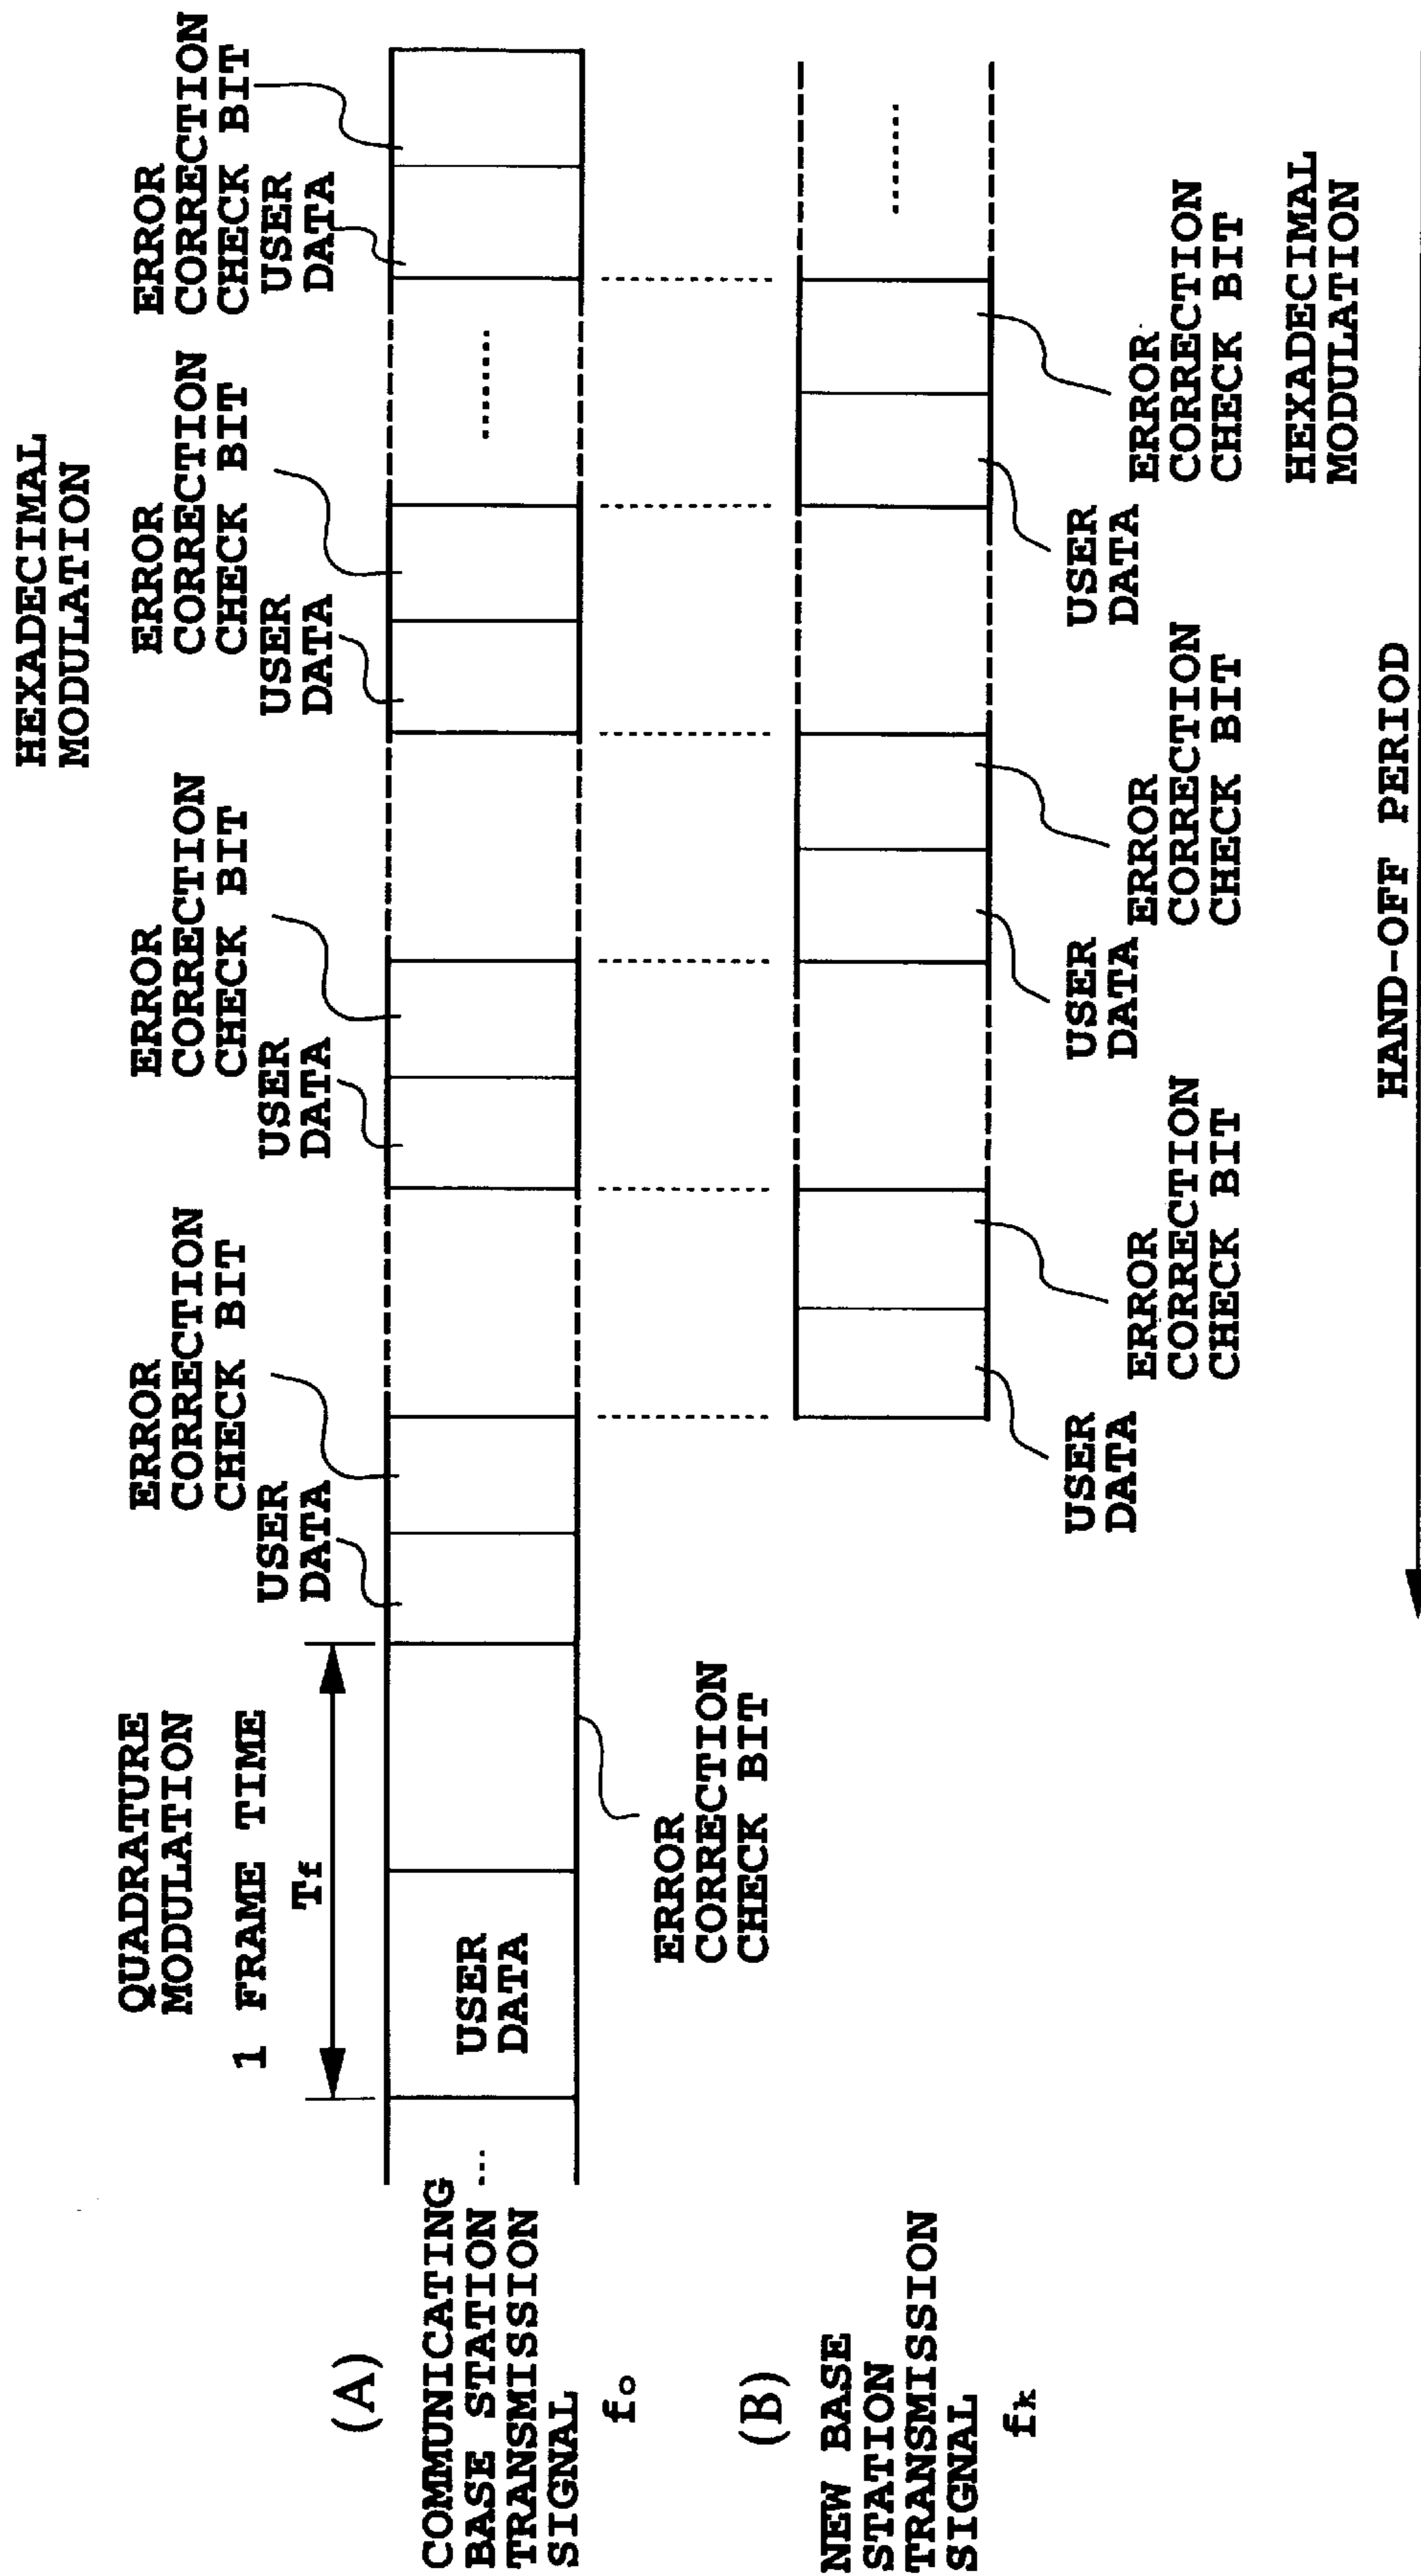 QUADRATURE
MODULATION
1 FRAME TIME
Tf
HEXADECIMAL
MODULATION
(A)
COMMUNICATING
BASE STATION ...
TRANSMISSION
SIGNAL
fo
USER
DATA
ERROR
CORRECTION
CHECK BIT
USER
DATA
ERROR
CORRECTION
CHECK BIT
USER
DATA
ERROR
CORRECTION
CHECK BIT
USER
DATA
ERROR
CORRECTION
CHECK BIT
USER
DATA
ERROR
CORRECTION
CHECK BIT
(B)
NEW BASE
STATION
TRANSMISSION
SIGNAL
fk
USER
DATA
ERROR
CORRECTION
CHECK BIT
USER
DATA
ERROR
CORRECTION
CHECK BIT
USER
DATA
ERROR
CORRECTION
CHECK BIT
HEXADECIMAL
MODULATION
HAND-OFF PERIOD